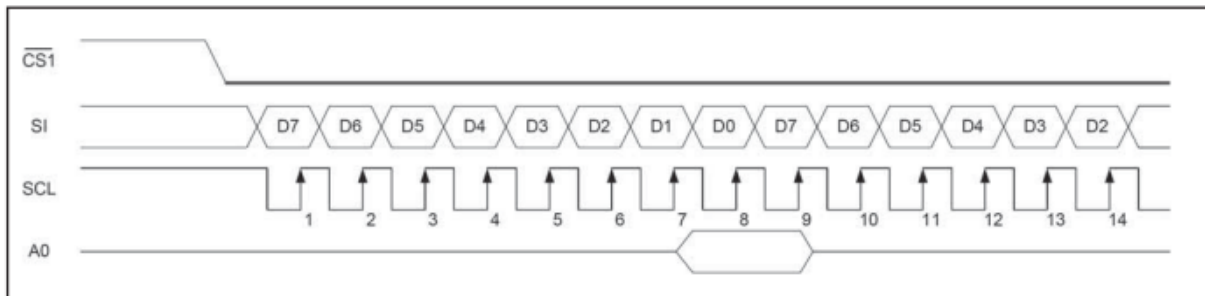 CS1
SI D7 D6 D5 D4 D3 D2 D1 D0 D7 D6 D5 D4 D3 D2
SCL
1 2 3 4 5 6 7 8 9 10 11 12 13 14
A0